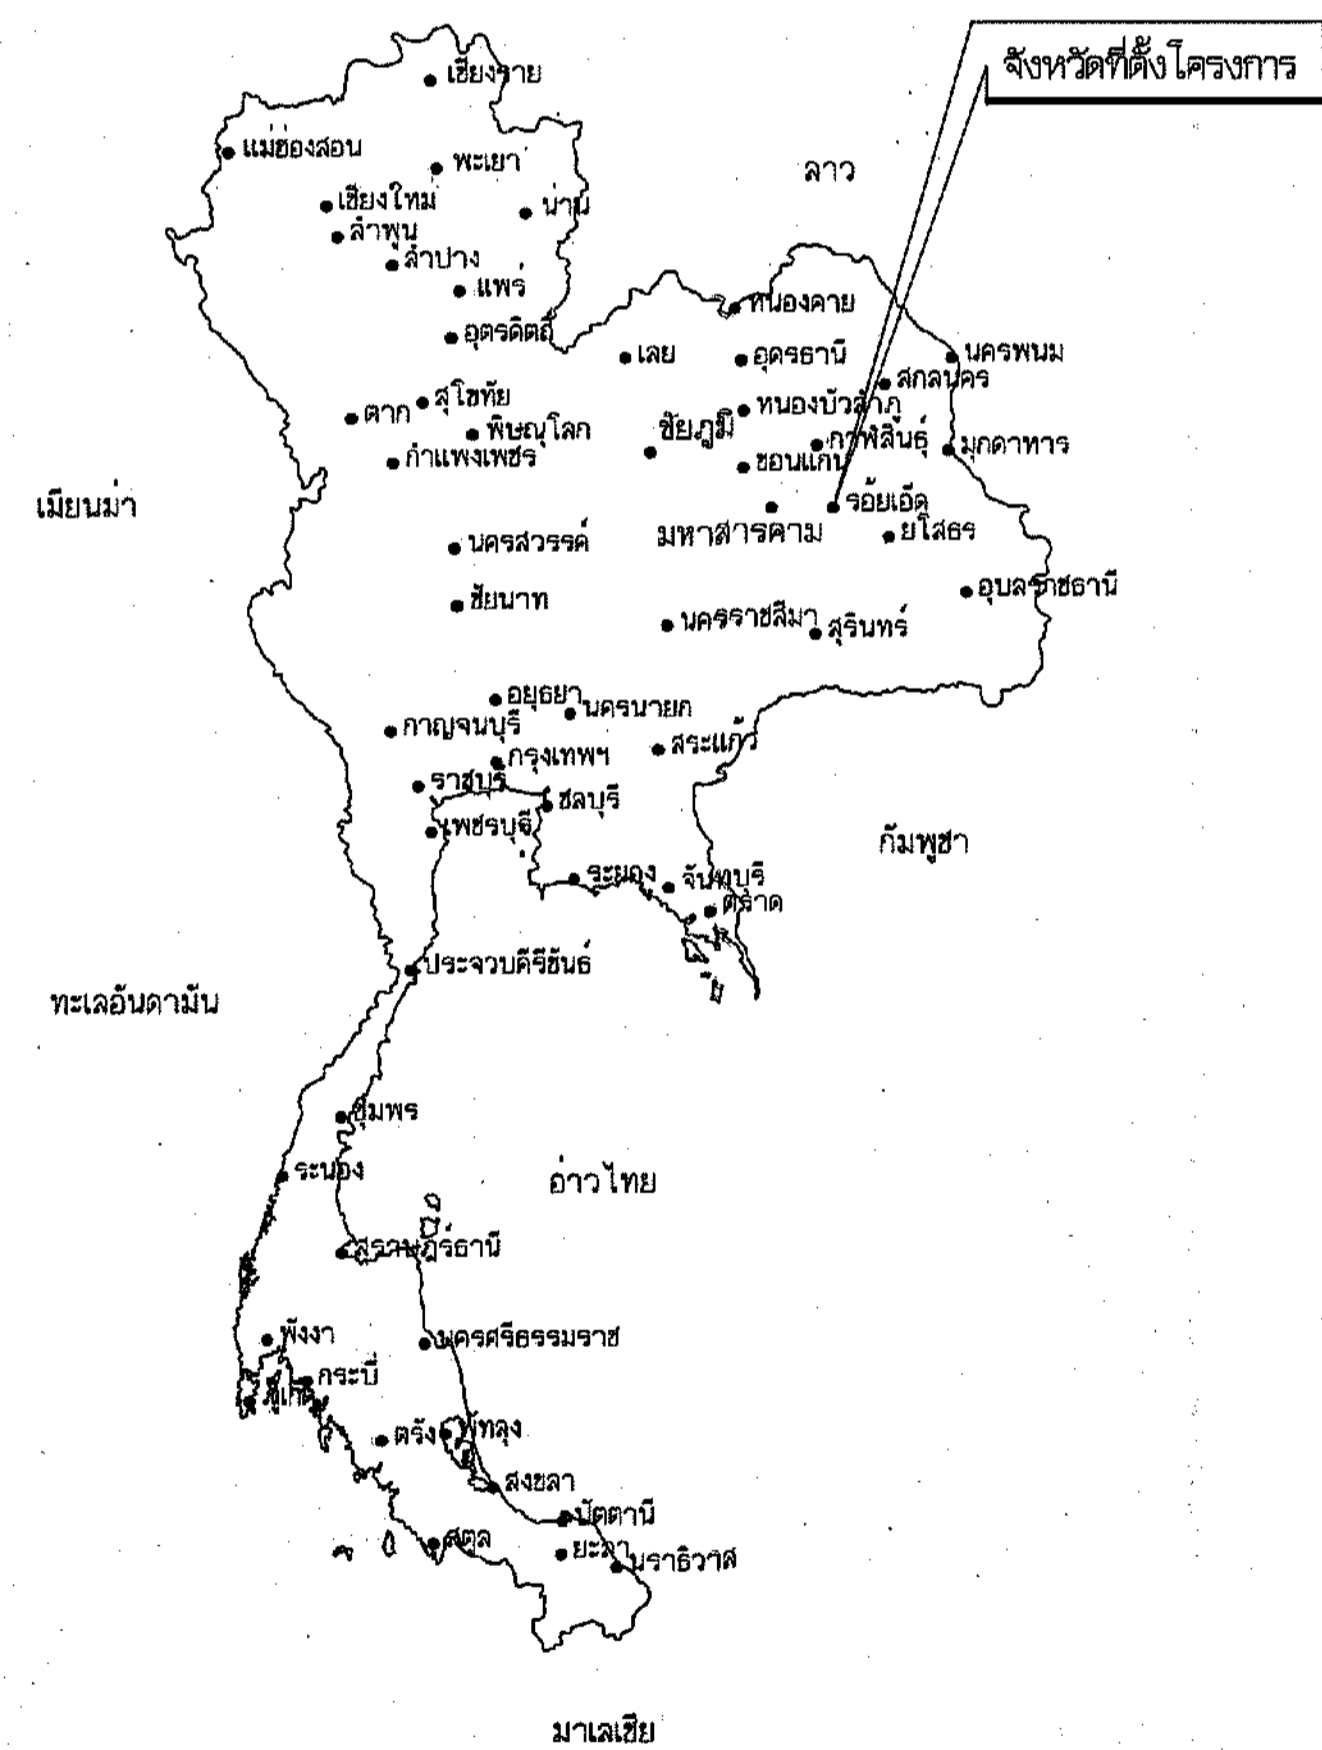 เชียงราย
จังหวัดที่ตั้งโครงการ
แม่ฮ่องสอน
พะเยา
ลาว
เชียงใหม่
น่าน
ลำพูน
ลำปาง
แพร่
หนองคาย
อุตรดิตถ์
เลย
อุดรธานี
นครพนม
สกลนคร
สุโขทัย
หนองบัวลำภู
ตาก
พิษณุโลก
ชัยภูมิ
กาฬสินธุ์
มุกดาหาร
กำแพงเพชร
ขอนแก่น
เมียนม่า
รอ้ยเอ็ด
มหาสารคาม
ยโสธร
นครสวรรค์
อุบลราชธานี
ชัยนาท
นครราชสีมา
สุรินทร์
อยุธยา
นครนายก
กาญจนบุรี
สระแก้ว
กรุงเทพฯ
ราชบุรี
ชลบุรี
เพชรบุรี
กัมพูชา
ระยอง
จันทบุรี
ตราด
ประจวบคีรีขันธ์
ทะเลอันดามัน
ชุมพร
ระนอง
อ่าวไทย
สุราษฎร์ธานี
พังงา
นครศรีธรรมราช
กระบี่
ภูเก็ต
ตรัง
พัทลุง
สงขลา
ปัตตานี
สตูล
ยะลา
นราธิวาส
มาเลเซีย